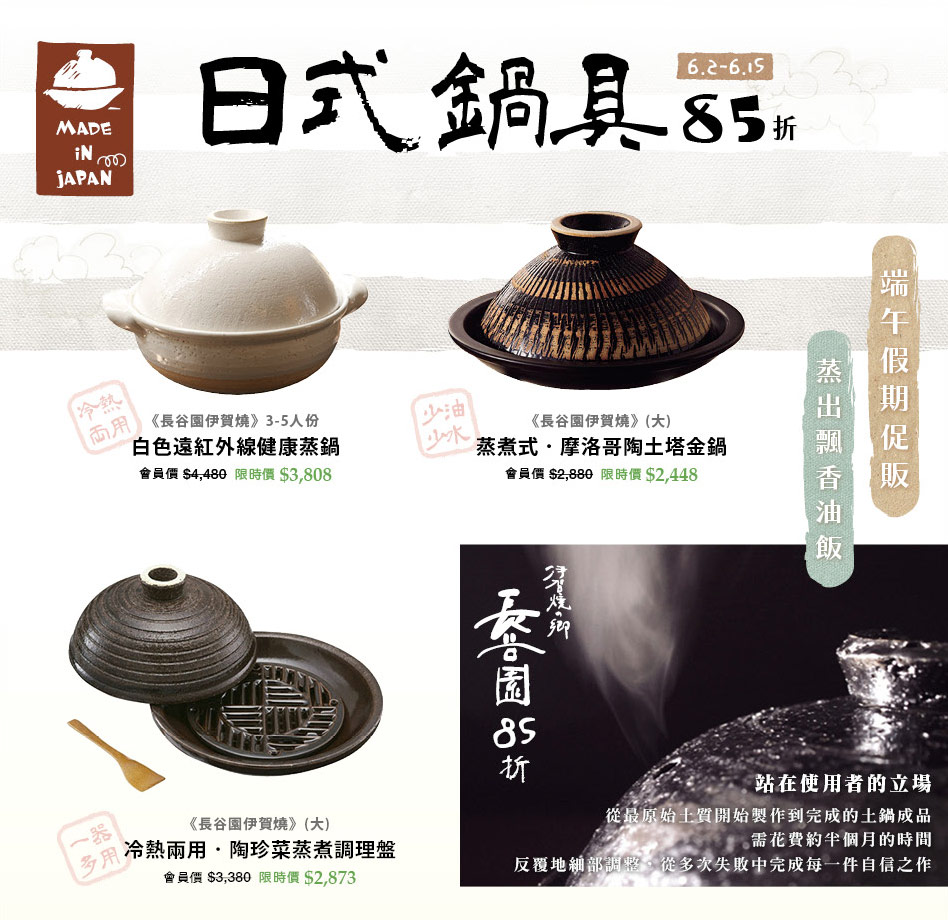 MADE
iN
jAPAN
日式鍋具
6.2-6.15
85折
端午假期促販
蒸出飄香油飯
冷熱
兩用
《長谷園伊賀燒》3-5人份
白色遠紅外線健康蒸鍋
會員價 $4,480 限時價 $3,808
少油
少水
《長谷園伊賀燒》(大)
蒸煮式・摩洛哥陶土塔金鍋
會員價 $2,880 限時價 $2,448
一器
多用
《長谷園伊賀燒》(大)
冷熱兩用・陶珍菜蒸煮調理盤
會員價 $3,380 限時價 $2,873
伊賀燒の鄉
長谷園
85
折
站在使用者的立場
從最原始土質開始製作到完成的土鍋成品
需花費約半個月的時間
反覆地細部調整・從多次失敗中完成每一件自信之作